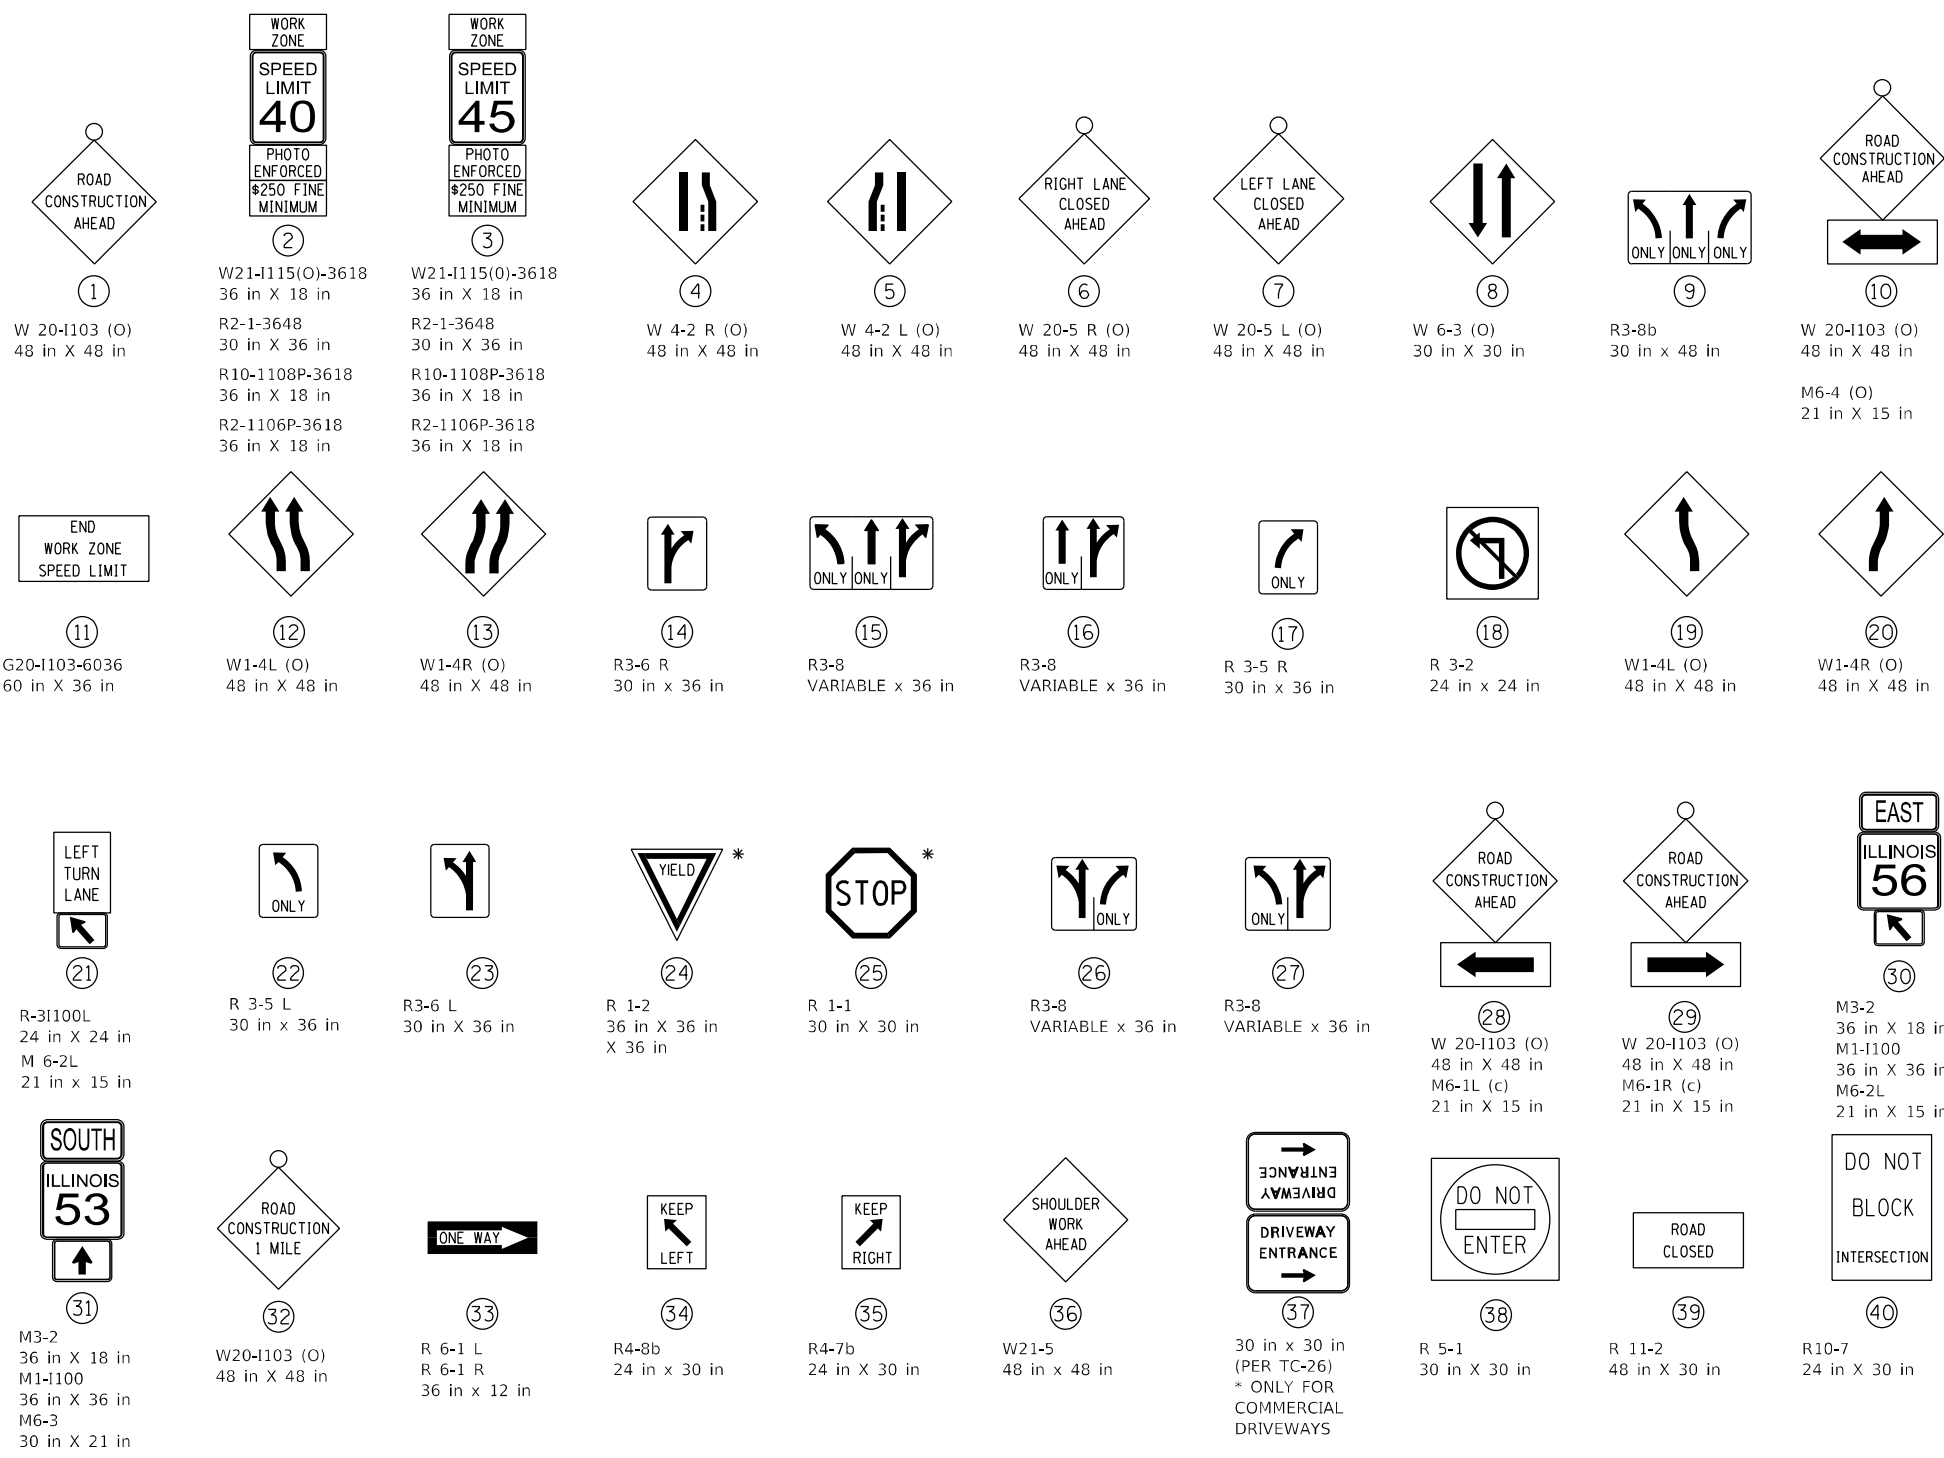 ROAD
CONSTRUCTION
AHEAD
1
W 20-I103 (O)
48 in X 48 in
WORK
ZONE
SPEED
LIMIT
40
PHOTO
ENFORCED
$250 FINE
MINIMUM
2
W21-I115(O)-3618
36 in X 18 in
R2-1-3648
30 in X 36 in
R10-1108P-3618
36 in X 18 in
R2-1106P-3618
36 in X 18 in
WORK
ZONE
SPEED
LIMIT
45
PHOTO
ENFORCED
$250 FINE
MINIMUM
3
W21-I115(0)-3618
36 in X 18 in
R2-1-3648
30 in X 36 in
R10-1108P-3618
36 in X 18 in
R2-1106P-3618
36 in X 18 in
4
W 4-2 R (O)
48 in X 48 in
5
W 4-2 L (O)
48 in X 48 in
RIGHT LANE
CLOSED
AHEAD
6
W 20-5 R (O)
48 in X 48 in
LEFT LANE
CLOSED
AHEAD
7
W 20-5 L (O)
48 in X 48 in
8
W 6-3 (O)
30 in X 30 in
ONLY ONLY ONLY
9
R3-8b
30 in x 48 in
ROAD
CONSTRUCTION
AHEAD
10
W 20-I103 (O)
48 in X 48 in
M6-4 (O)
21 in X 15 in
END
WORK ZONE
SPEED LIMIT
11
G20-I103-6036
60 in X 36 in
12
W1-4L (O)
48 in X 48 in
13
W1-4R (O)
48 in X 48 in
14
R3-6 R
30 in x 36 in
ONLY ONLY
15
R3-8
VARIABLE x 36 in
ONLY
16
R3-8
VARIABLE x 36 in
ONLY
17
R 3-5 R
30 in x 36 in
18
R 3-2
24 in x 24 in
19
W1-4L (O)
48 in X 48 in
20
W1-4R (O)
48 in X 48 in
LEFT
TURN
LANE
21
R-3I100L
24 in X 24 in
M 6-2L
21 in x 15 in
ONLY
22
R 3-5 L
30 in x 36 in
23
R3-6 L
30 in X 36 in
YIELD *
24
R 1-2
36 in X 36 in
X 36 in
STOP *
25
R 1-1
30 in X 30 in
ONLY
26
R3-8
VARIABLE x 36 in
ONLY
27
R3-8
VARIABLE x 36 in
ROAD
CONSTRUCTION
AHEAD
28
W 20-I103 (O)
48 in X 48 in
M6-1L (c)
21 in X 15 in
ROAD
CONSTRUCTION
AHEAD
29
W 20-I103 (O)
48 in X 48 in
M6-1R (c)
21 in X 15 in
EAST
ILLINOIS
56
30
M3-2
36 in X 18 in
M1-I100
36 in X 36 in
M6-2L
21 in X 15 in
SOUTH
ILLINOIS
53
31
M3-2
36 in X 18 in
M1-I100
36 in X 36 in
M6-3
30 in X 21 in
ROAD
CONSTRUCTION
1 MILE
32
W20-I103 (O)
48 in X 48 in
ONE WAY
33
R 6-1 L
R 6-1 R
36 in x 12 in
KEEP
LEFT
34
R4-8b
24 in x 30 in
KEEP
RIGHT
35
R4-7b
24 in X 30 in
SHOULDER
WORK
AHEAD
36
W21-5
48 in x 48 in
DRIVEWAY
ENTRANCE
DRIVEWAY
ENTRANCE
37
30 in x 30 in
(PER TC-26)
* ONLY FOR
COMMERCIAL
DRIVEWAYS
DO NOT
ENTER
38
R 5-1
30 in X 30 in
ROAD
CLOSED
39
R 11-2
48 in X 30 in
DO NOT
BLOCK
INTERSECTION
40
R10-7
24 in X 30 in